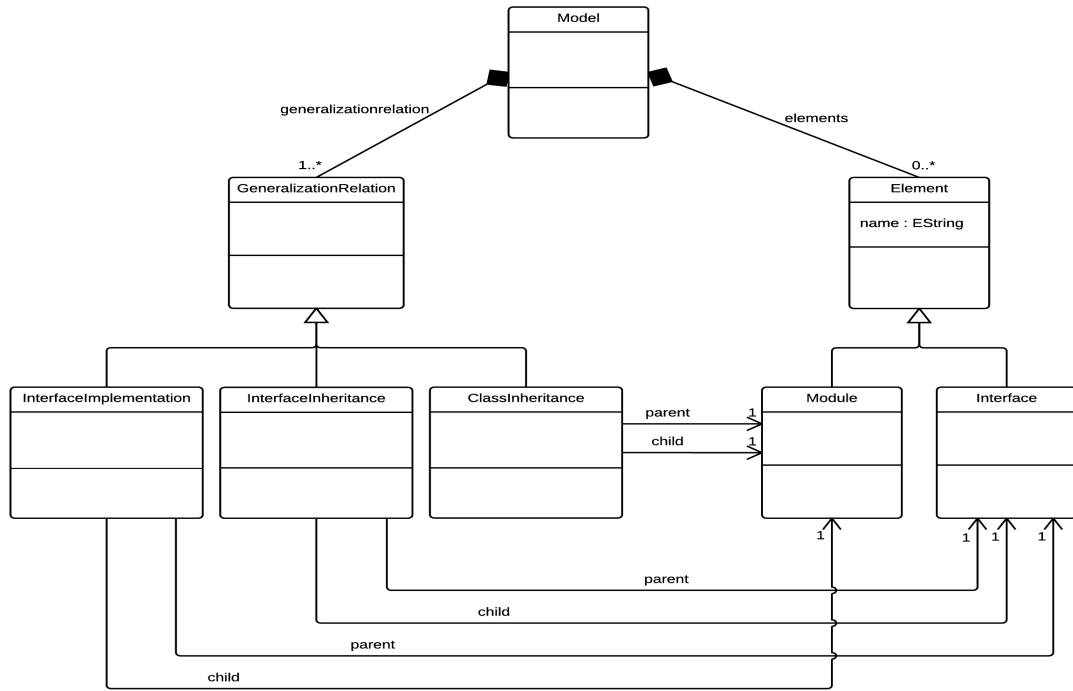 Model
generalizationrelation
elements
1..*
0..*
GeneralizationRelation
Element
name : EString
InterfaceImplementation
InterfaceInheritance
ClassInheritance
Module
Interface
parent
1
child
1
1
1
1
1
parent
child
parent
child